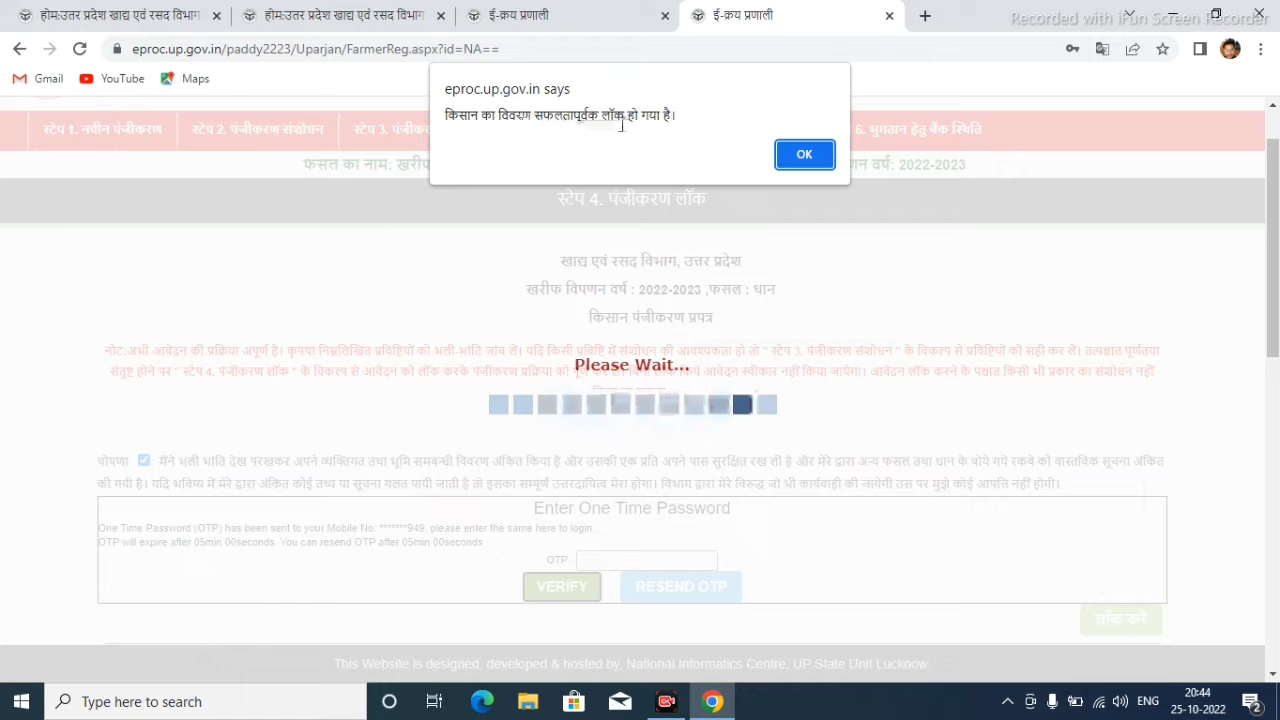 होम:उतर प्रदेश खाद्य एवं रसद विभाग
होम:उतर प्रदेश खाद्य एवं रसद विभाग
ई-क्रय प्रणाली
ई-क्रय प्रणाली
Recorded with iFun Screen Recorder
eproc.up.gov.in/paddy2223/Uparjan/FarmerReg.aspx?id=NA==
Gmail
YouTube
Maps
eproc.up.gov.in says
किसान का विवरण सफलतापूर्वक लॉक हो गया है।
OK
स्टेप 1. नवीन पंजीकरण
स्टेप 2. पंजीकरण संशोधन
स्टेप 3. पंजीक
6. भुगतान हेतु बैंक स्थिति
फसल का नाम: खरी
न वर्ष: 2022-2023
स्टेप 4. पंजीकरण लॉक
खाद्य एवं रसद विभाग, उत्तर प्रदेश
खरीफ विपणन वर्ष : 2022-2023 ,फसल : धान
किसान पंजीकरण प्रपत्र
नोट:अभी आवेदन की प्रक्रिया अपूर्ण है। कृपया निम्नलिखित प्रविष्टियों को भली-भांति जांच लें। यदि किसी प्रविष्टि में संशोधन की आवश्यकता हो तो " स्टेप 3. पंजीकरण संशोधन " के विकल्प से प्रविष्टियों को सही कर लें। तत्पश्चात पूर्णतया
संतुष्ट होने पर " स्टेप 4. पंजीकरण लॉक " के विकल्प से आवेदन को लॉक करके पंजीकरण प्रक्रिया को पूर्ण कर लें। बिना लॉक किये आवेदन स्वीकार नहीं किया जायेगा। आवेदन लॉक करने के पश्चात किसी भी प्रकार का संशोधन नहीं
Please Wait...
घोषणा मैंने भली भांति देख परखकर अपने व्यक्तिगत तथा भूमि समबन्धी विवरण अंकित किया है और उसकी एक प्रति अपने पास सुरक्षित रख ली है और मेरे द्वारा अन्य फसल तथा धान के बोये गये रकवे को वास्तविक सूचना अंकित
की गयी है। यदि भविष्य में मेरे द्वारा अंकित कोई तथ्य या सूचना गलत पायी जाती है तो इसका सम्पूर्ण उत्तरदायित्व मेरा होगा। विभाग द्वारा मेरे विरुद्ध जो भी कार्यवाही की जायेगी उस पर मुझे कोई आपत्ति नहीं होगी।
Enter One Time Password
One Time Password (OTP) has been sent to your Mobile No. *******949, please enter the same here to login.
OTP will expire after 05min 00seconds. You can resend OTP after 05min 00seconds
OTP
VERIFY
RESEND OTP
लॉक करें
This Website is designed, developed & hosted by, National Informatics Centre, UP State Unit Lucknow
Type here to search
ENG
20:44
25-10-2022
2